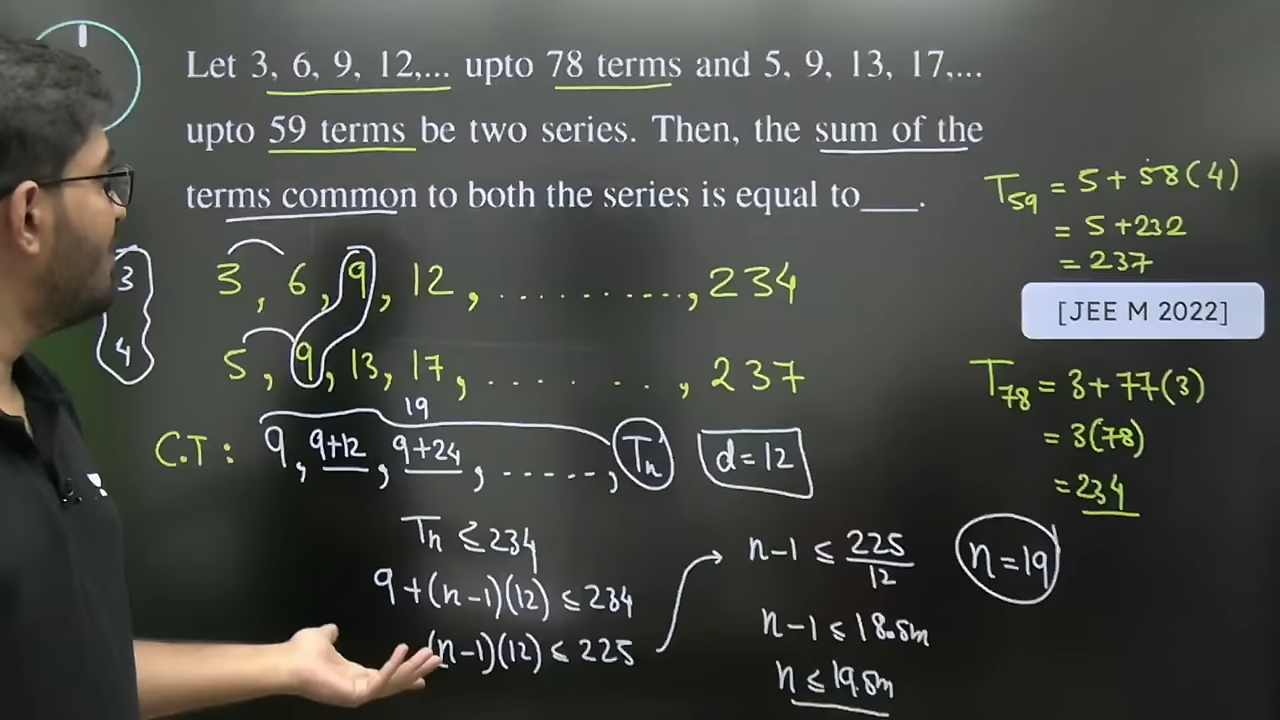 Let 3, 6, 9, 12,... upto 78 terms and 5, 9, 13, 17,...
upto 59 terms be two series. Then, the sum of the
terms common to both the series is equal to___.
T₅₉ = 5 + 58(4)
= 5 + 232
= 237
[JEE M 2022]
3
4
3, 6, 9, 12, .........., 234
5, 9, 13, 17, ......., 237
19
C.T : 9, 9+12, 9+24, ......, Tn
d = 12
T₇₈ = 3 + 77(3)
= 3(78)
= 234
Tn ≤ 234
9 + (n-1)(12) ≤ 234
(n-1)(12) ≤ 225
n-1 ≤ 225/12
n-1 ≤ 18.sm
n ≤ 19.sm
n = 19